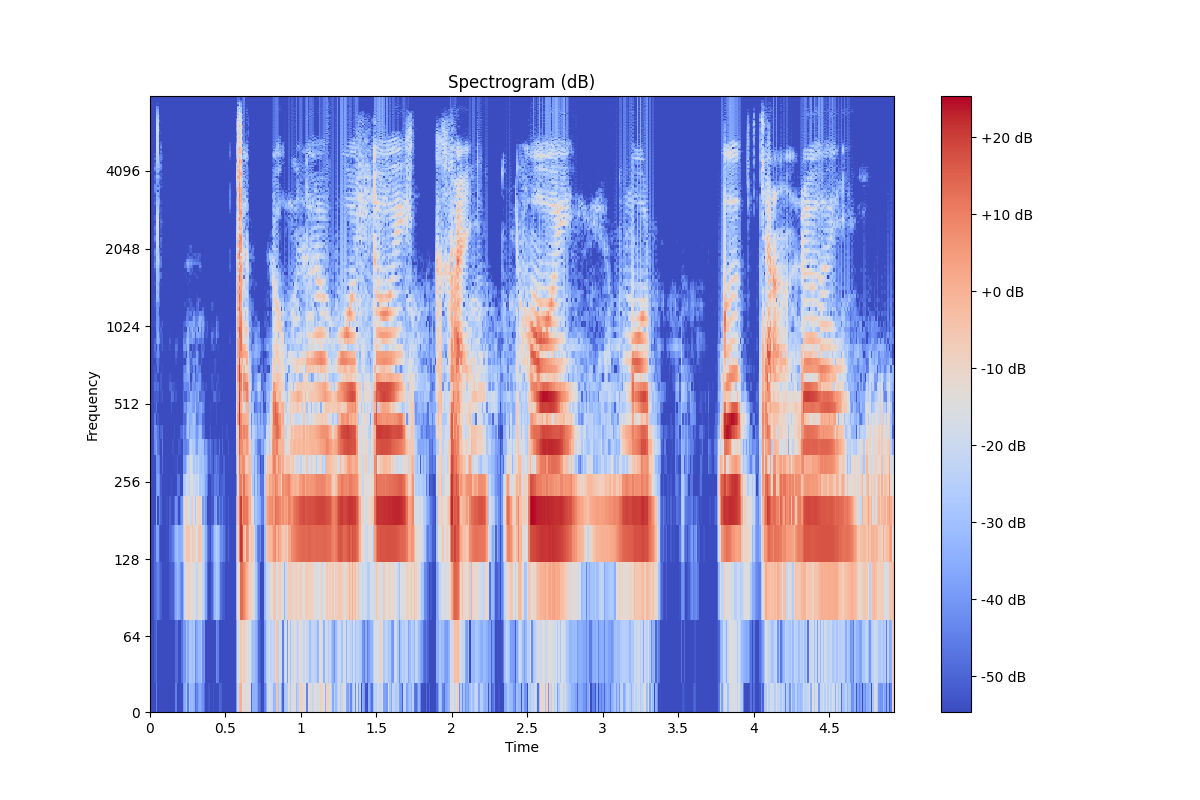 Spectrogram (dB)
Frequency
4096
2048
1024
512
256
128
64
0
0 0.5 1 1.5 2 2.5 3 3.5 4 4.5
Time
+20 dB
+10 dB
+0 dB
-10 dB
-20 dB
-30 dB
-40 dB
-50 dB